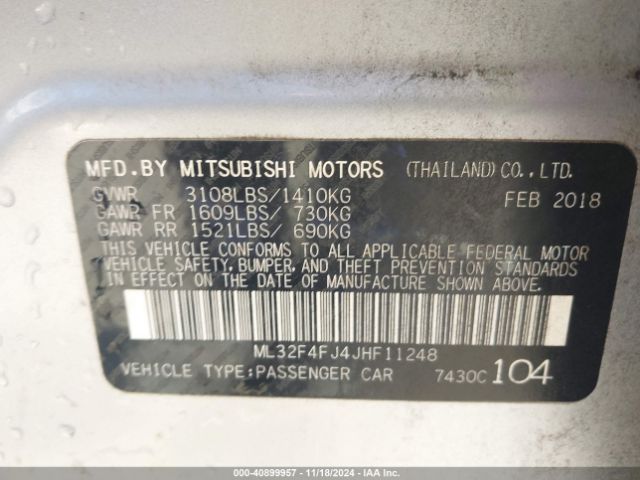 MFD.BY MITSUBISHI MOTORS (THAILAND) CO., LTD.
GVWR 3108LBS/1410KG FEB 2018
GAWR FR 1609LBS/ 730KG
GAWR RR 1521LBS/ 690KG
THIS VEHICLE CONFORMS TO ALL APPLICABLE FEDERAL MOTOR
VEHICLE SAFETY, BUMPER, AND THEFT PREVENTION STANDARDS
IN EFFECT ON THE DATE OF MANUFACTURE SHOWN ABOVE.
ML32F4FJ4JHF11248
VEHICLE TYPE:PASSENGER CAR 7430C 104
000-40899957 - 11/18/2024 - IAA Inc.